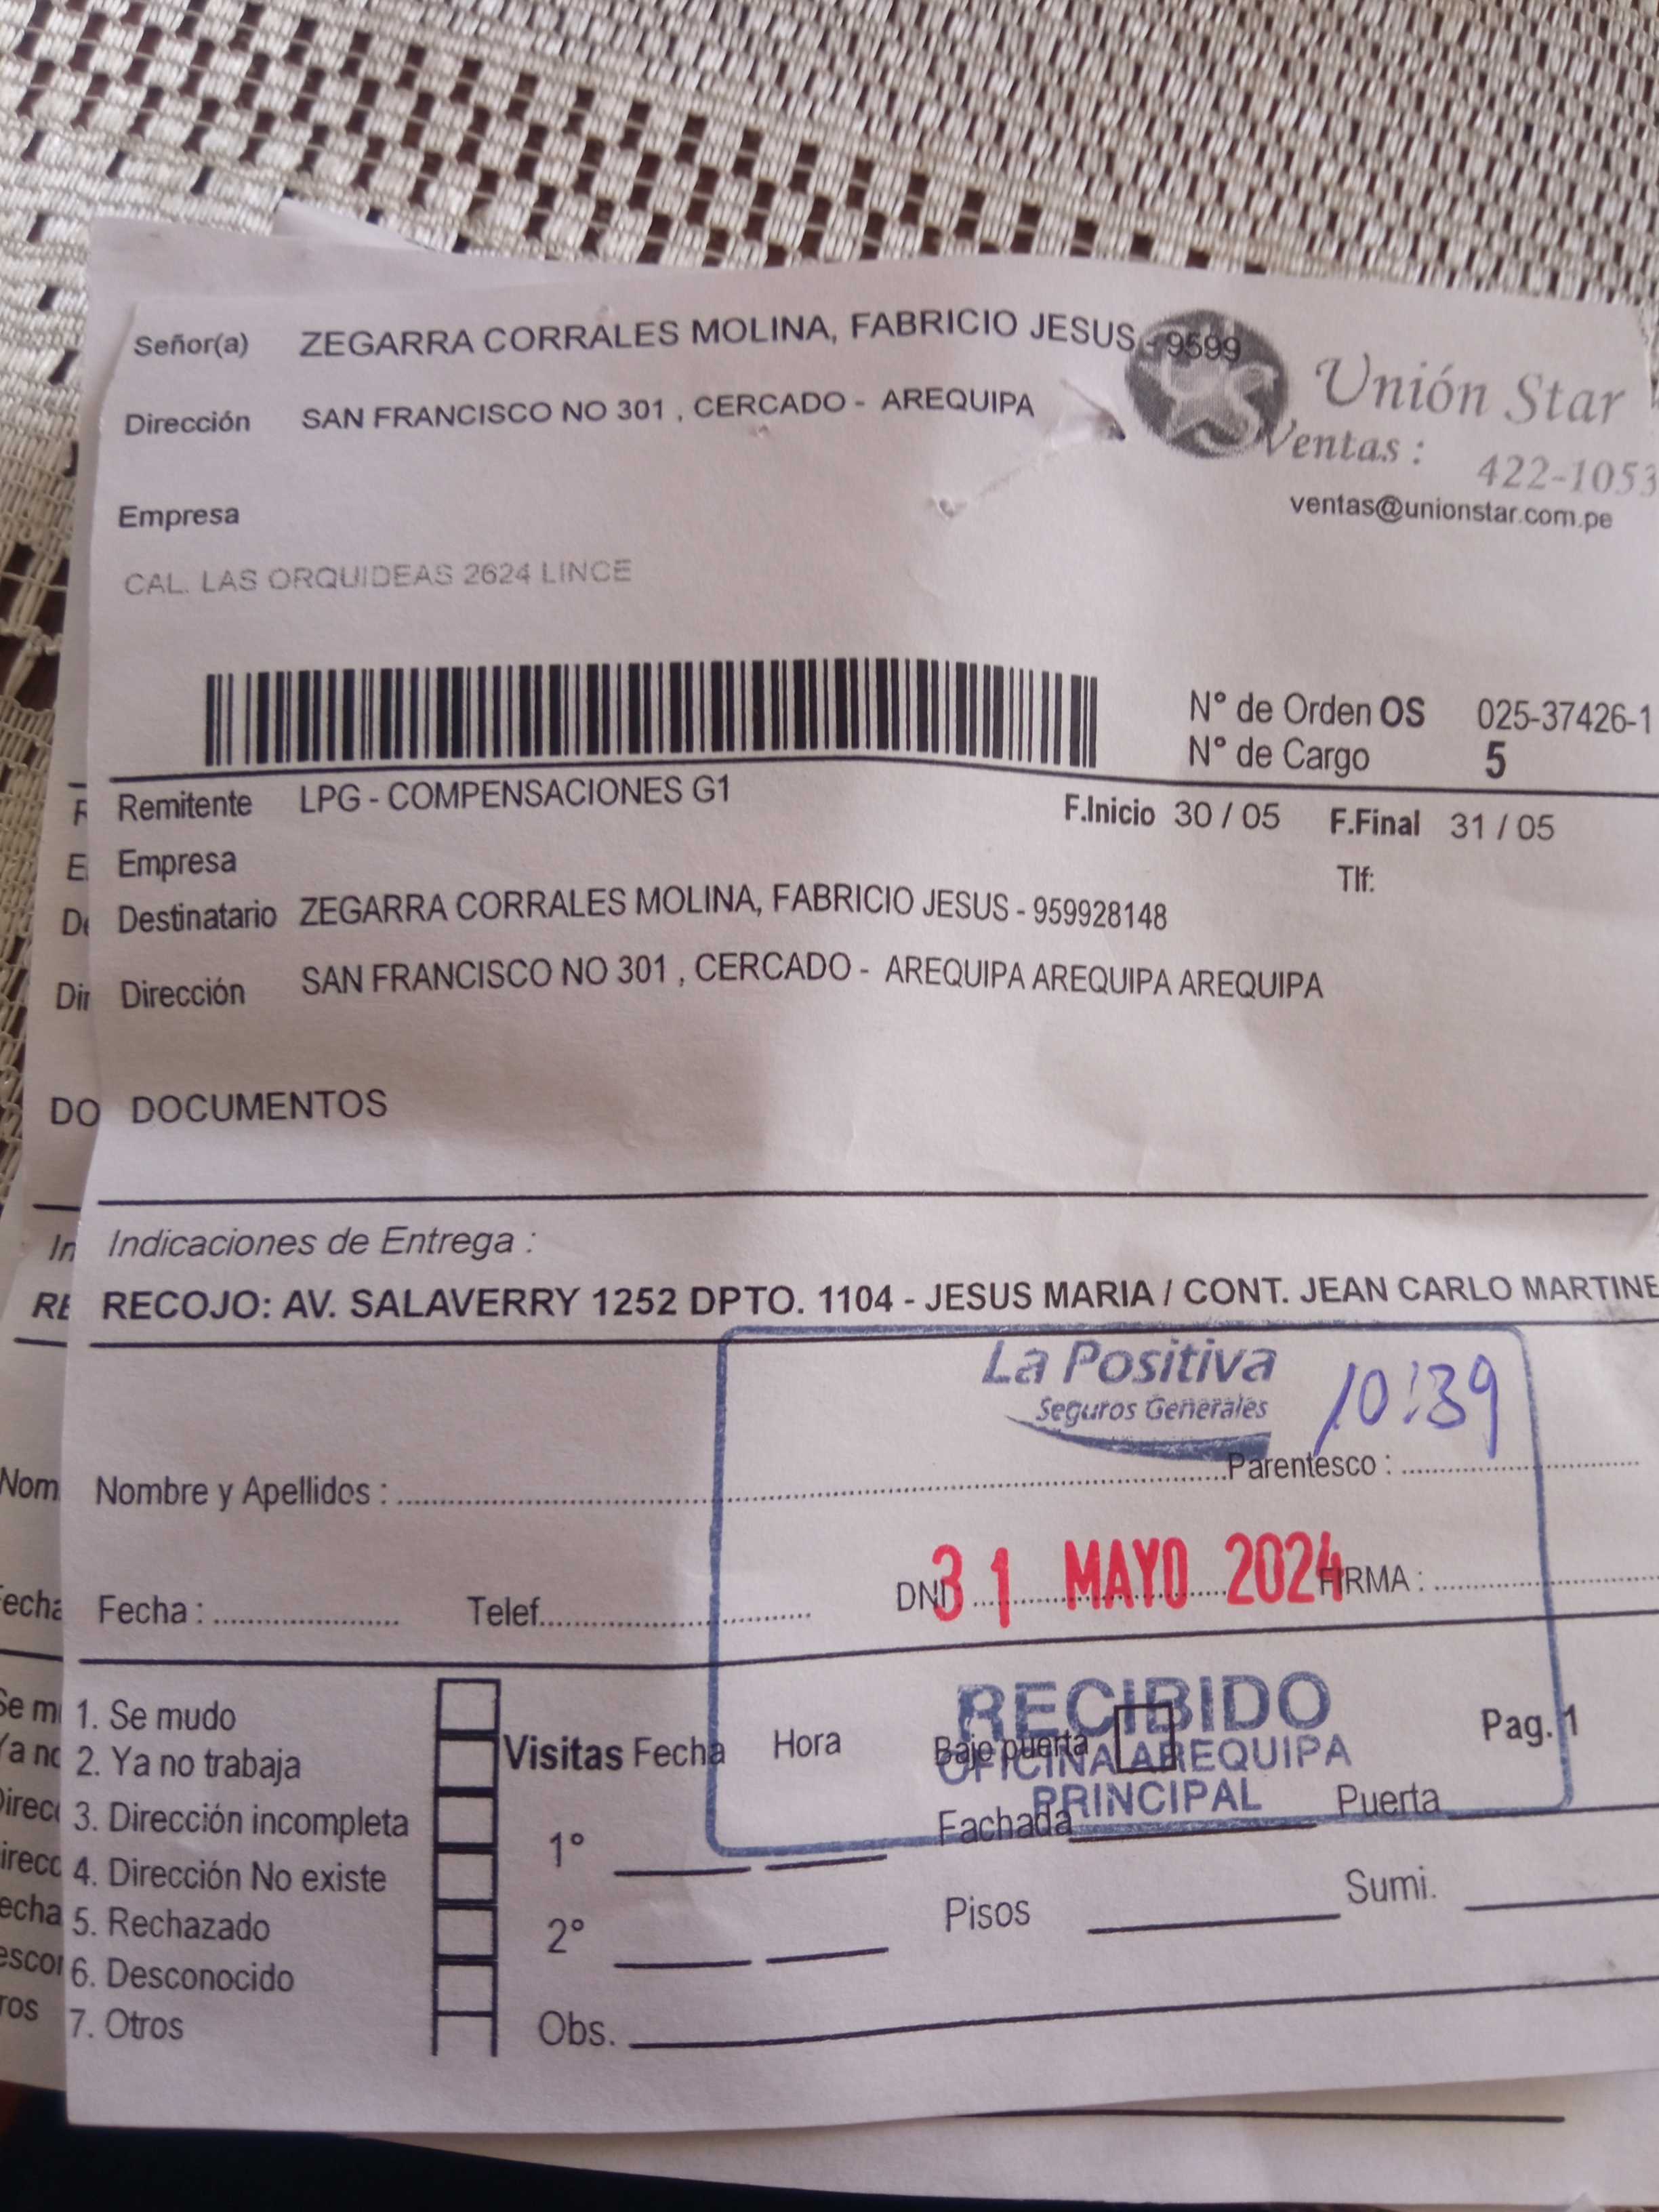 Señor(a) ZEGARRA CORRALES MOLINA, FABRICIO JESUS - 9599
Unión Star
Dirección SAN FRANCISCO NO 301 , CERCADO - AREQUIPA
Ventas : 422-1053
ventas@unionstar.com.pe
Empresa
CAL. LAS ORQUIDEAS 2624 LINCE
N° de Orden OS 025-37426-1
N° de Cargo 5
Remitente LPG - COMPENSACIONES G1
F.Inicio 30 / 05 F.Final 31 / 05
Empresa
Tlf:
Destinatario ZEGARRA CORRALES MOLINA, FABRICIO JESUS - 959928148
Dirección SAN FRANCISCO NO 301 , CERCADO - AREQUIPA AREQUIPA AREQUIPA
DO DOCUMENTOS
Indicaciones de Entrega :
RECOJO: AV. SALAVERRY 1252 DPTO. 1104 - JESUS MARIA / CONT. JEAN CARLO MARTINE
La Positiva
Seguros Generales
10:39
Nombre y Apellidos : Parentesco :
Fecha : Telef. DNI FIRMA :
31 MAYO 2024
RECIBIDO
OFICINA AREQUIPA
PRINCIPAL
1. Se mudo
2. Ya no trabaja
3. Dirección incompleta
4. Dirección No existe
5. Rechazado
6. Desconocido
7. Otros
Visitas Fecha Hora Bajo puerta Pag. 1
1° Fachada Puerta
2° Pisos Sumi.
Obs.